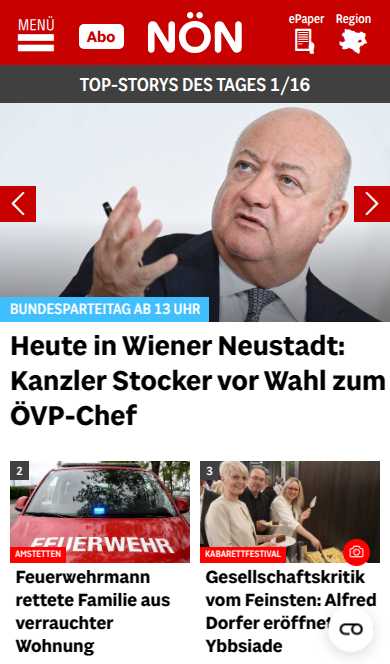 MENÜ
Abo
NÖN
ePaper
Region
TOP-STORYS DES TAGES 1/16
BUNDESPARTEITAG AB 13 UHR
Heute in Wiener Neustadt:
Kanzler Stocker vor Wahl zum
ÖVP-Chef
2
FEUERWEHR
AMSTETTEN
Feuerwehrmann
rettete Familie aus
verrauchter
Wohnung
3
KABARETTFESTIVAL
Gesellschaftskritik
vom Feinsten: Alfred
Dorfer eröffnet
Ybbsiade